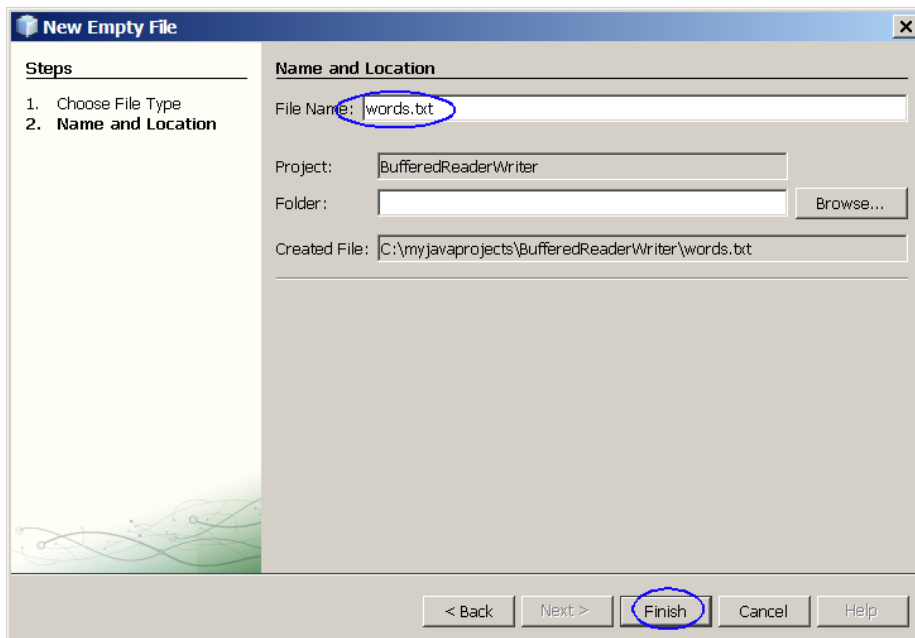 New Empty File
Steps
1. Choose File Type
2. Name and Location
Name and Location
File Name: words.txt
Project: BufferedReaderWriter
Folder: Browse...
Created File: C:\myjavaprojects\BufferedReaderWriter\words.txt
< Back Next > Finish Cancel Help